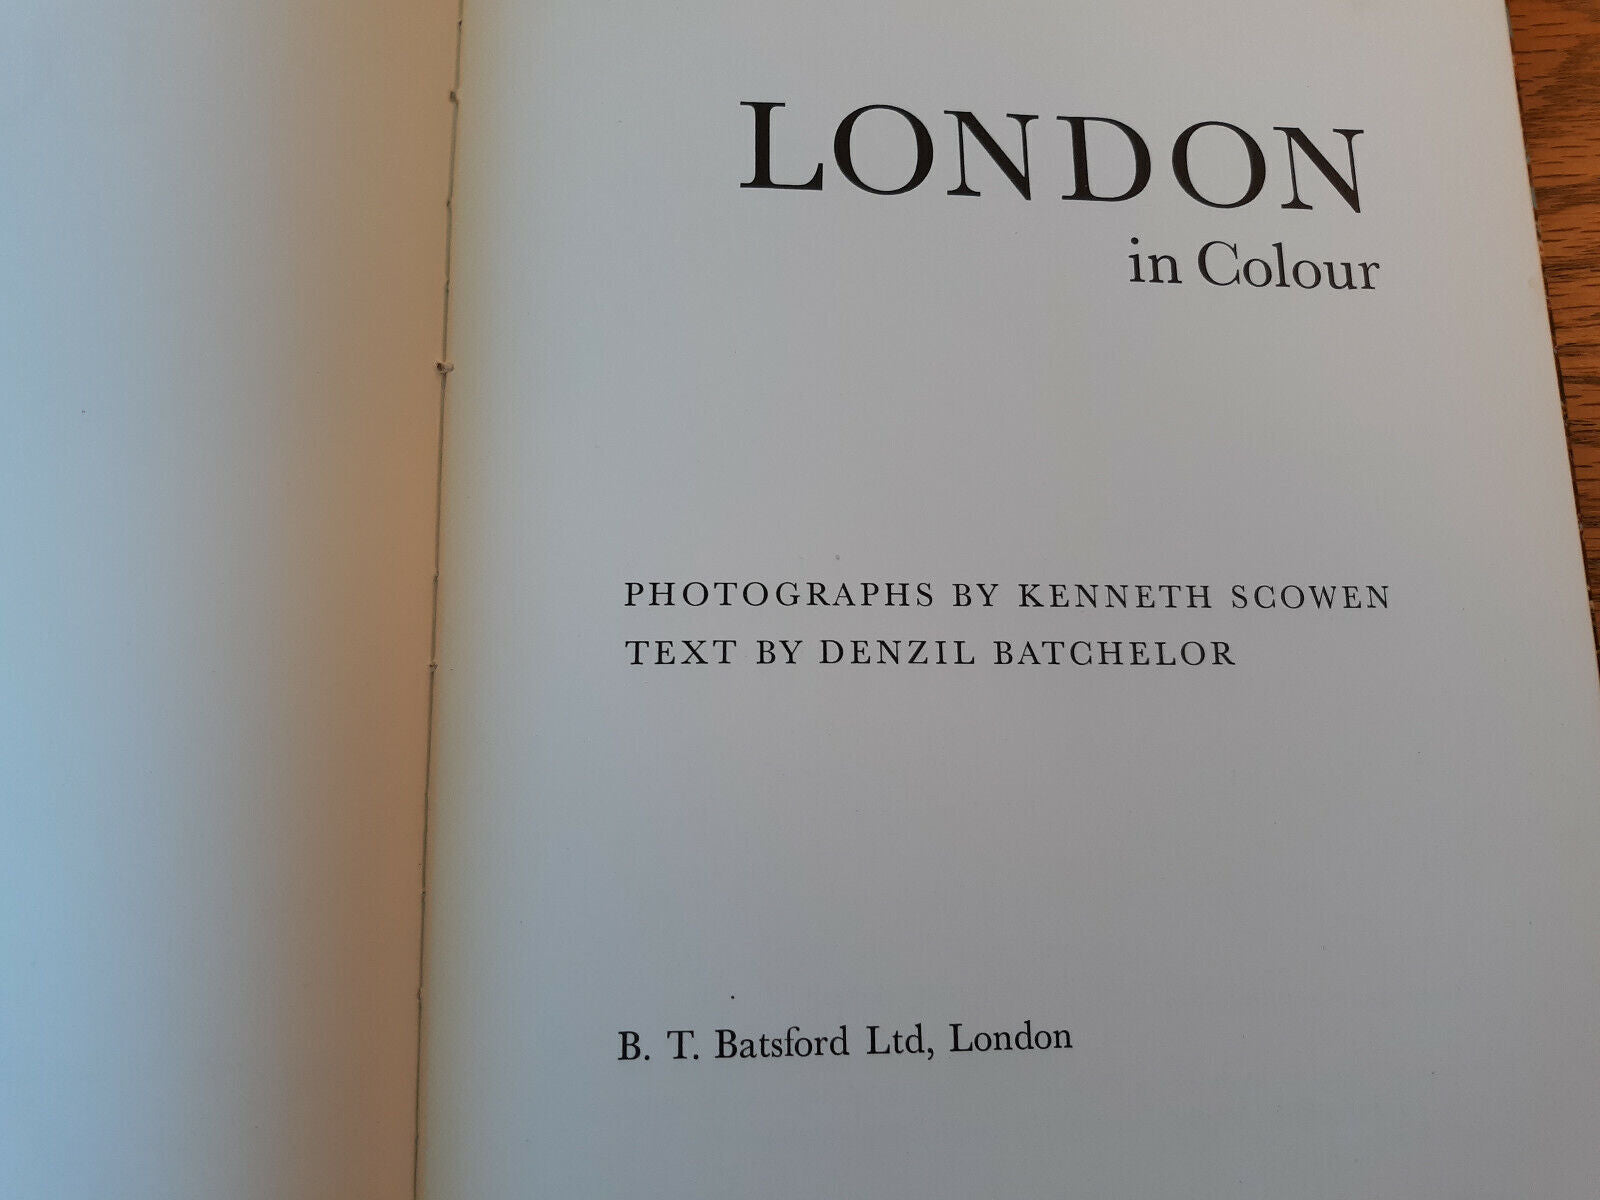 LONDON
in Colour
PHOTOGRAPHS BY KENNETH SCOWEN
TEXT BY DENZIL BATCHELOR
B. T. Batsford Ltd, London